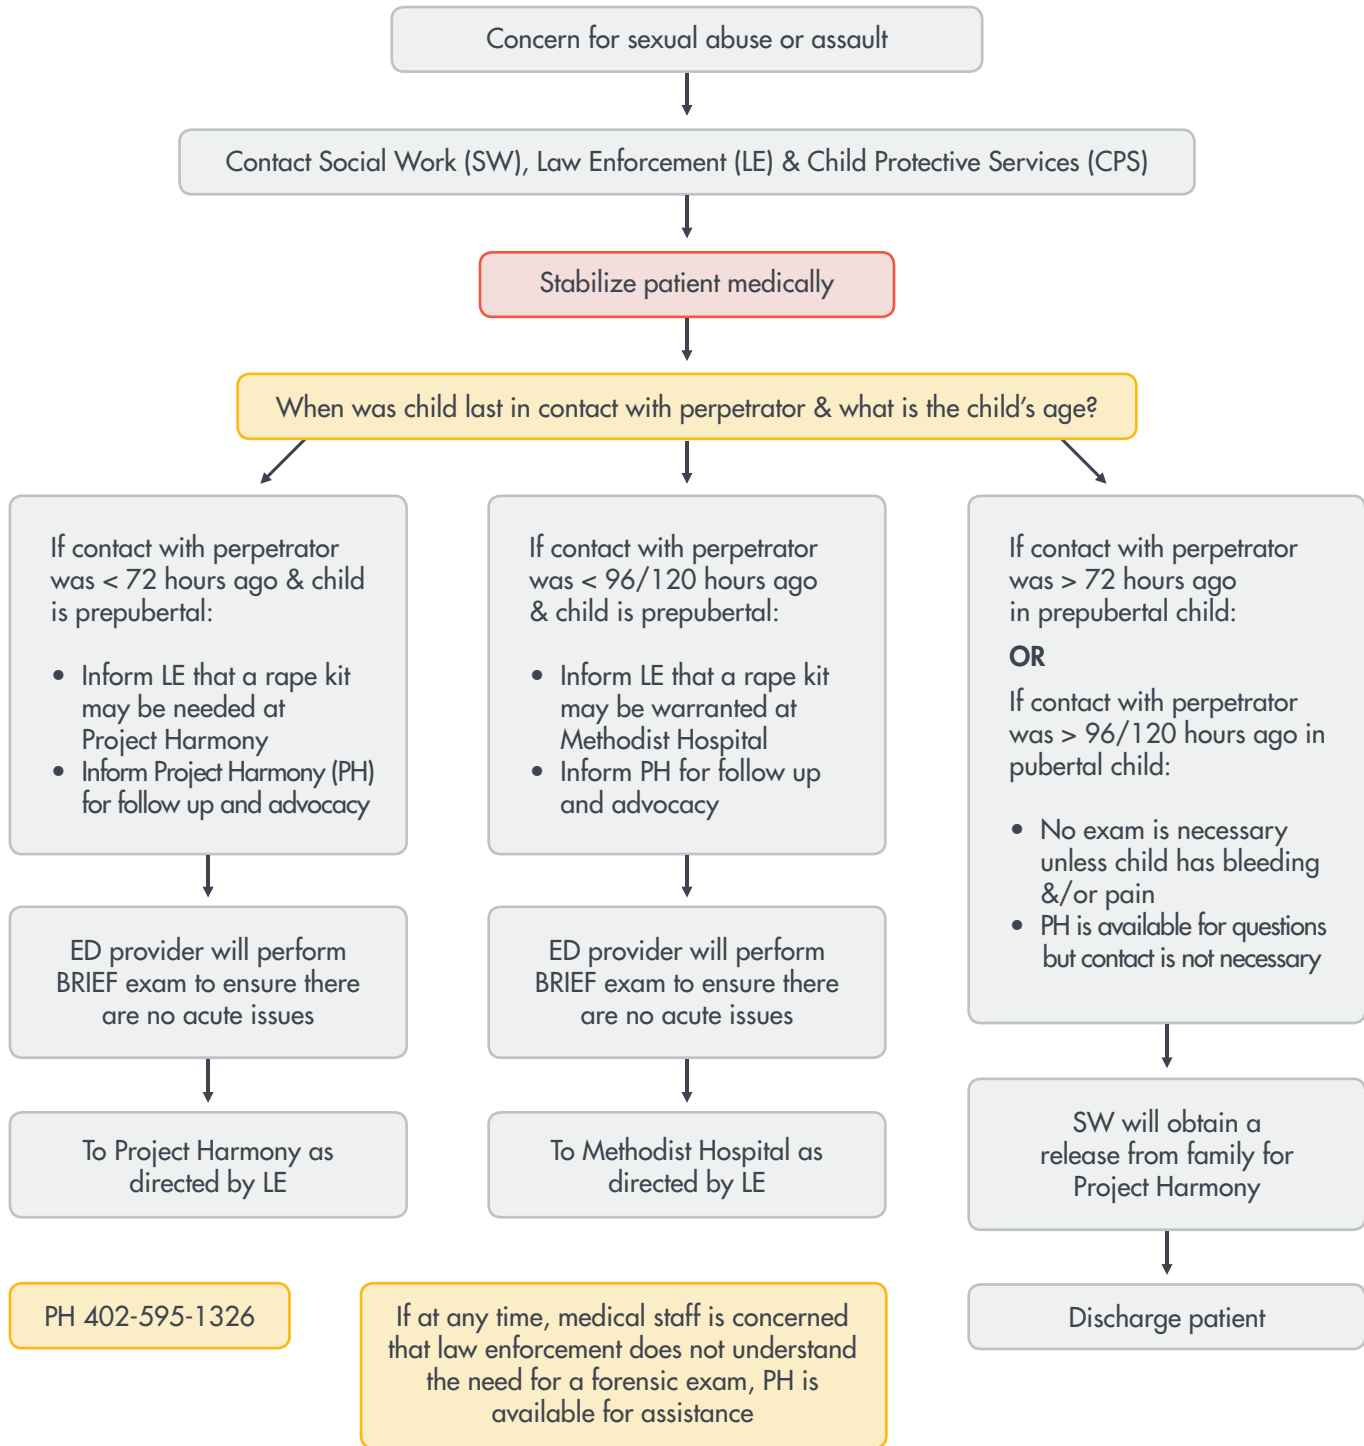 Concern for sexual abuse or assault
Contact Social Work (SW), Law Enforcement (LE) & Child Protective Services (CPS)
Stabilize patient medically
When was child last in contact with perpetrator & what is the child's age?
If contact with perpetrator
was < 72 hours ago & child
is prepubertal:
• Inform LE that a rape kit
may be needed at
Project Harmony
• Inform Project Harmony (PH)
for follow up and advocacy
ED provider will perform
BRIEF exam to ensure there
are no acute issues
To Project Harmony as
directed by LE
If contact with perpetrator
was < 96/120 hours ago
& child is prepubertal:
• Inform LE that a rape kit
may be warranted at
Methodist Hospital
• Inform PH for follow up
and advocacy
ED provider will perform
BRIEF exam to ensure there
are no acute issues
To Methodist Hospital as
directed by LE
If contact with perpetrator
was > 72 hours ago
in prepubertal child:
OR
If contact with perpetrator
was > 96/120 hours ago in
pubertal child:
• No exam is necessary
unless child has bleeding
&/or pain
• PH is available for questions
but contact is not necessary
SW will obtain a
release from family for
Project Harmony
Discharge patient
PH 402-595-1326
If at any time, medical staff is concerned
that law enforcement does not understand
the need for a forensic exam, PH is
available for assistance